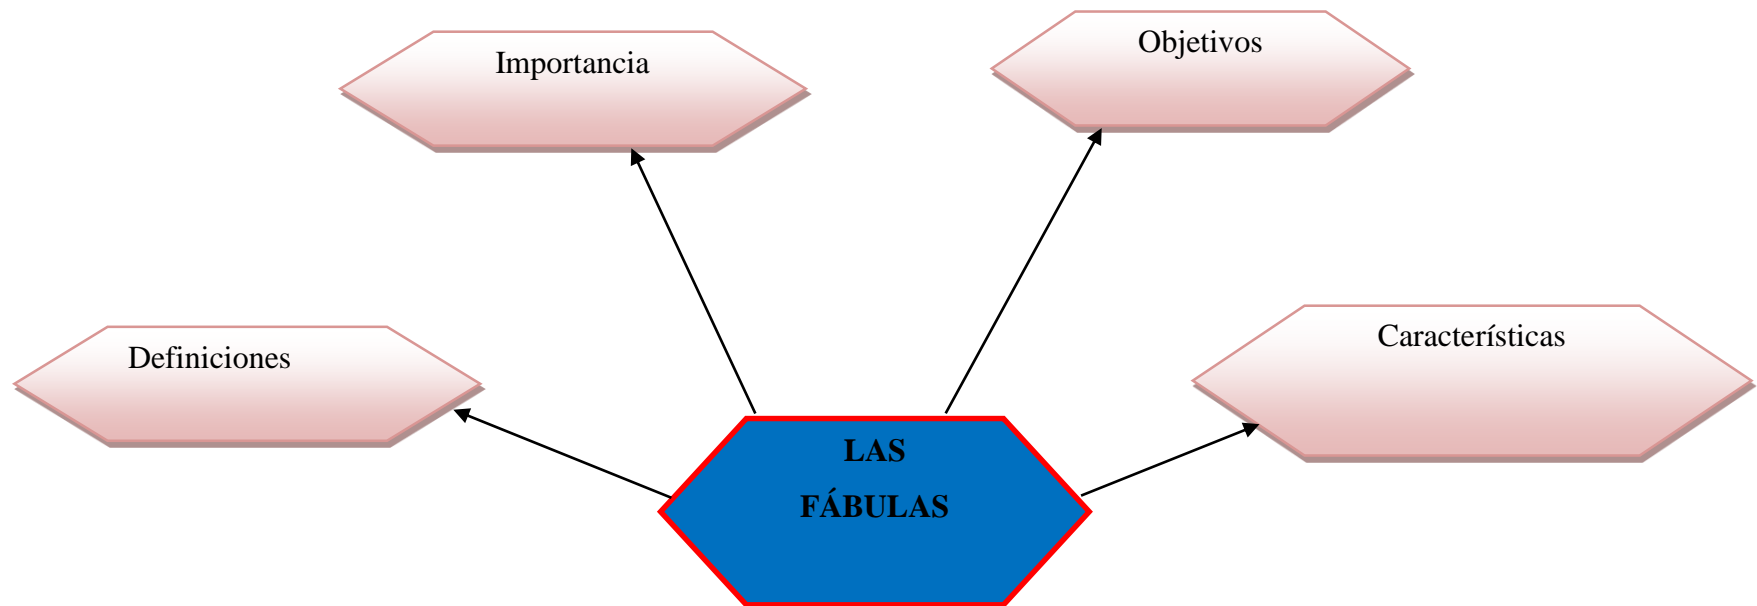 Importancia
Objetivos
Definiciones
Características
LAS
FÁBULAS